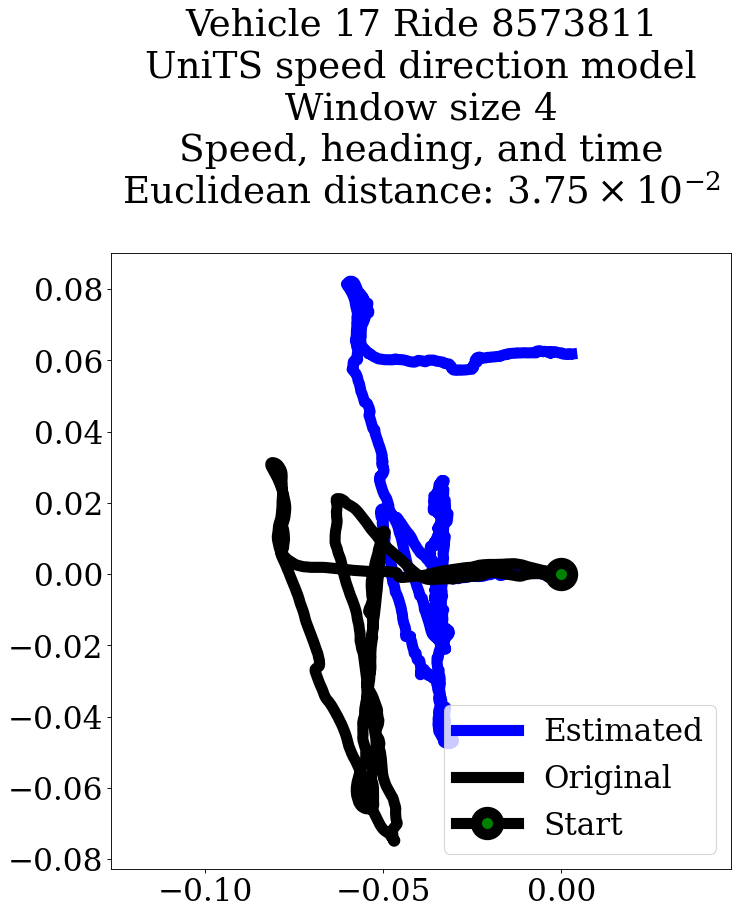 Vehicle 17 Ride 8573811
UniTS speed direction model
Window size 4
Speed, heading, and time
Euclidean distance: 3.75 × 10⁻²
0.08
0.06
0.04
0.02
0.00
−0.02
−0.04
−0.06
−0.08
−0.10
−0.05
0.00
Estimated
Original
Start